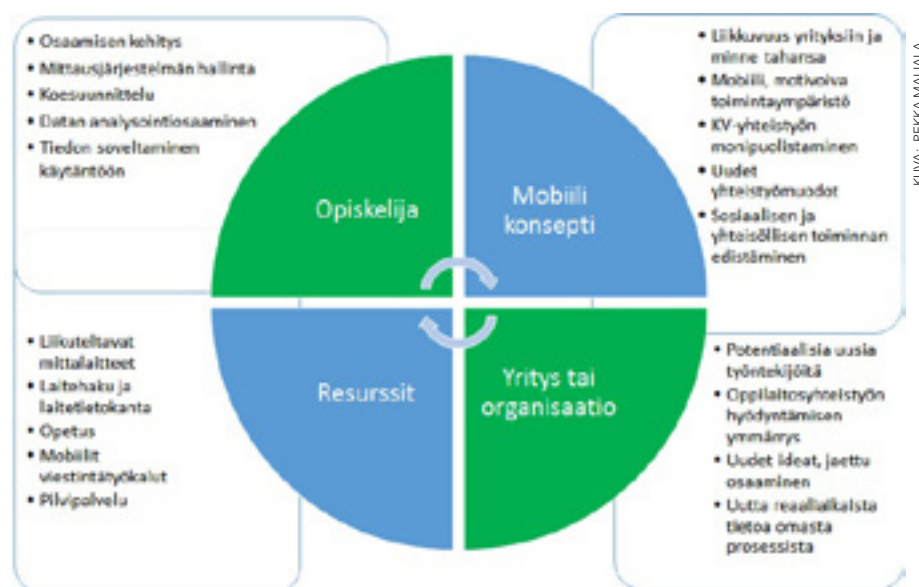 • Osaamisen kehitys
• Mittausjärjestelmän hallinta
• Koesuunnittelu
• Datan analysointiosaaminen
• Tiedon soveltaminen
käytäntöön
Opiskelija
Mobiili
konsepti
• Liikkuvuus yrityksiin ja
minne tahansa
• Mobiili, motivoiva
toimintaympäristö
• KV-yhteistyön
monipuolistaminen
• Uudet
yhteistyömuodot
• Sosiaalisen ja
yhteisöllisen toiminnan
edistäminen
• Liikuteltavat
mittalaitteet
• Laitehaku ja
laitetietokanta
• Opetus
• Mobiilit
viestintätyökalut
• Pilvipalvelu
Resurssit
Yritys tai
organisaatio
• Potentiaalisia uusia
työntekijöitä
• Oppilaitosyhteistyön
hyödyntämisen
ymmärrys
• Uudet ideat, jaettu
osaaminen
• Uutta reaaliaikaista
tietoa omasta
prosessista
KUVA: PEKKA MAIJALA